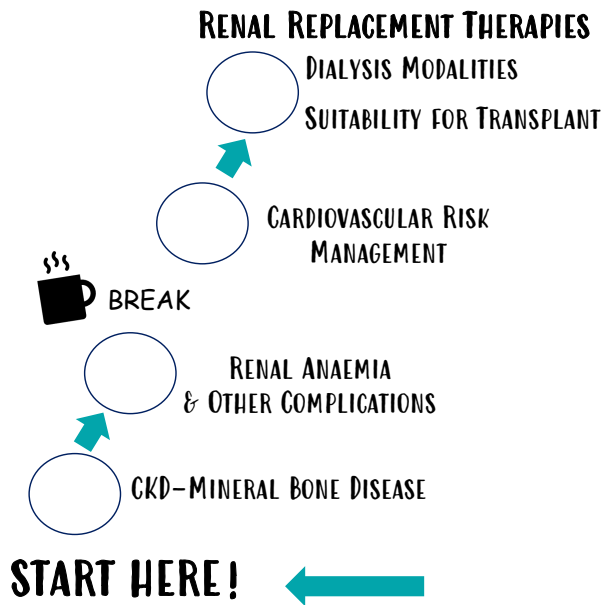 RENAL REPLACEMENT THERAPIES
DIALYSIS MODALITIES
SUITABILITY FOR TRANSPLANT
CARDIOVASCULAR RISK
MANAGEMENT
BREAK
RENAL ANAEMIA
& OTHER COMPLICATIONS
CKD-MINERAL BONE DISEASE
START HERE!